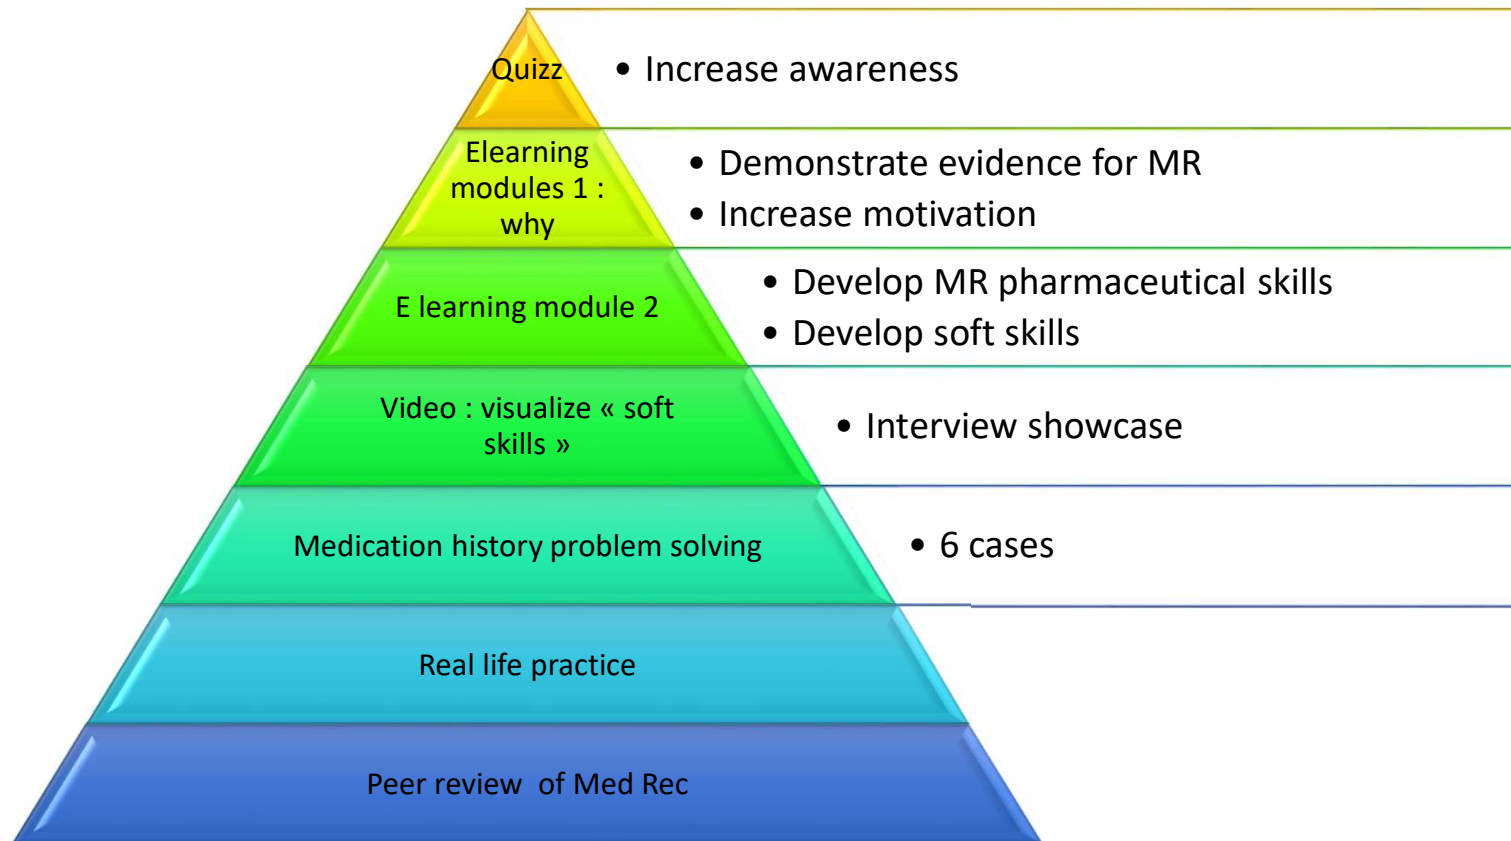 Quizz
• Increase awareness
Elearning
modules 1 :
why
• Demonstrate evidence for MR
• Increase motivation
E learning module 2
• Develop MR pharmaceutical skills
• Develop soft skills
Video : visualize « soft
skills »
• Interview showcase
Medication history problem solving
• 6 cases
Real life practice
Peer review  of Med Rec